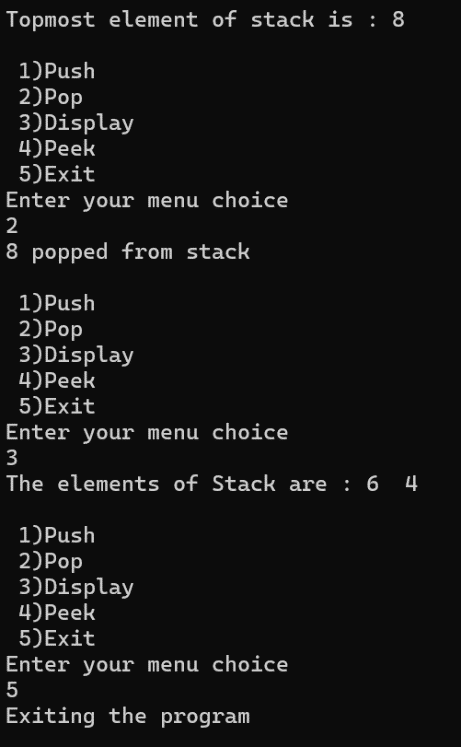 Topmost element of stack is : 8
1)Push
2)Pop
3)Display
4)Peek
5)Exit
Enter your menu choice
2
8 popped from stack
1)Push
2)Pop
3)Display
4)Peek
5)Exit
Enter your menu choice
3
The elements of Stack are : 6  4
1)Push
2)Pop
3)Display
4)Peek
5)Exit
Enter your menu choice
5
Exiting the program